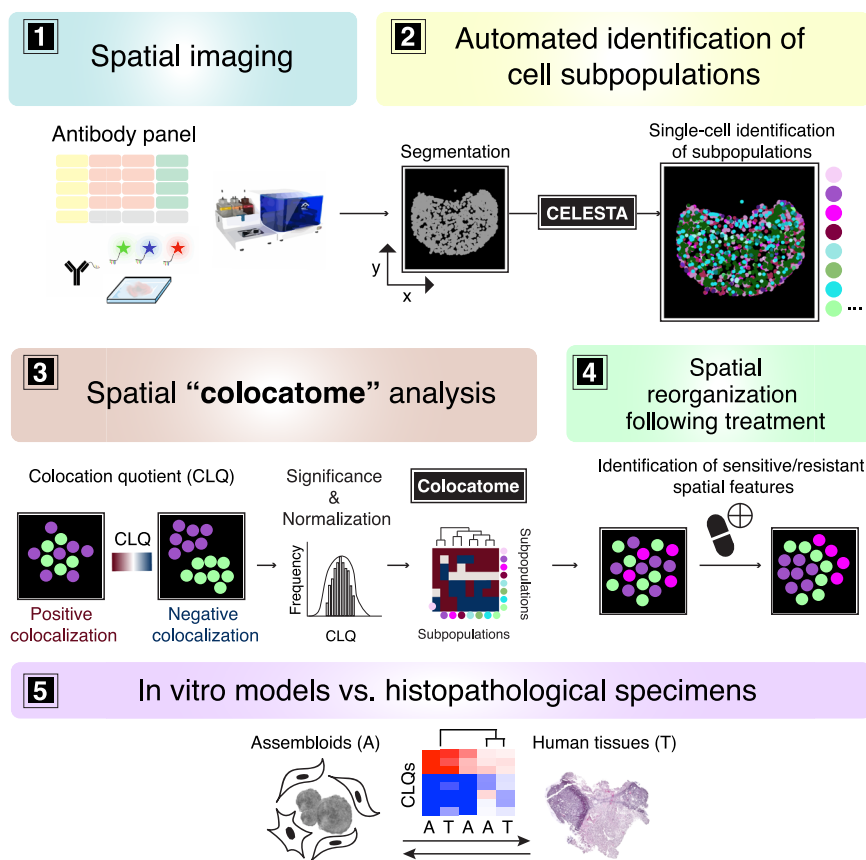 1
Spatial imaging
2
Automated identification of
cell subpopulations
Antibody panel
Segmentation
y
x
CELESTA
Single-cell identification
of subpopulations
...
3
Spatial “colocatome” analysis
4
Spatial
reorganization
following treatment
Colocation quotient (CLQ)
CLQ
Positive
colocalization
Negative
colocalization
Significance
&
Normalization
Frequency
CLQ
Colocatome
Subpopulations
Subpopulations
Identification of sensitive/resistant
spatial features
5
In vitro models vs. histopathological specimens
Assembloids (A)
CLQs
A T A A T
Human tissues (T)